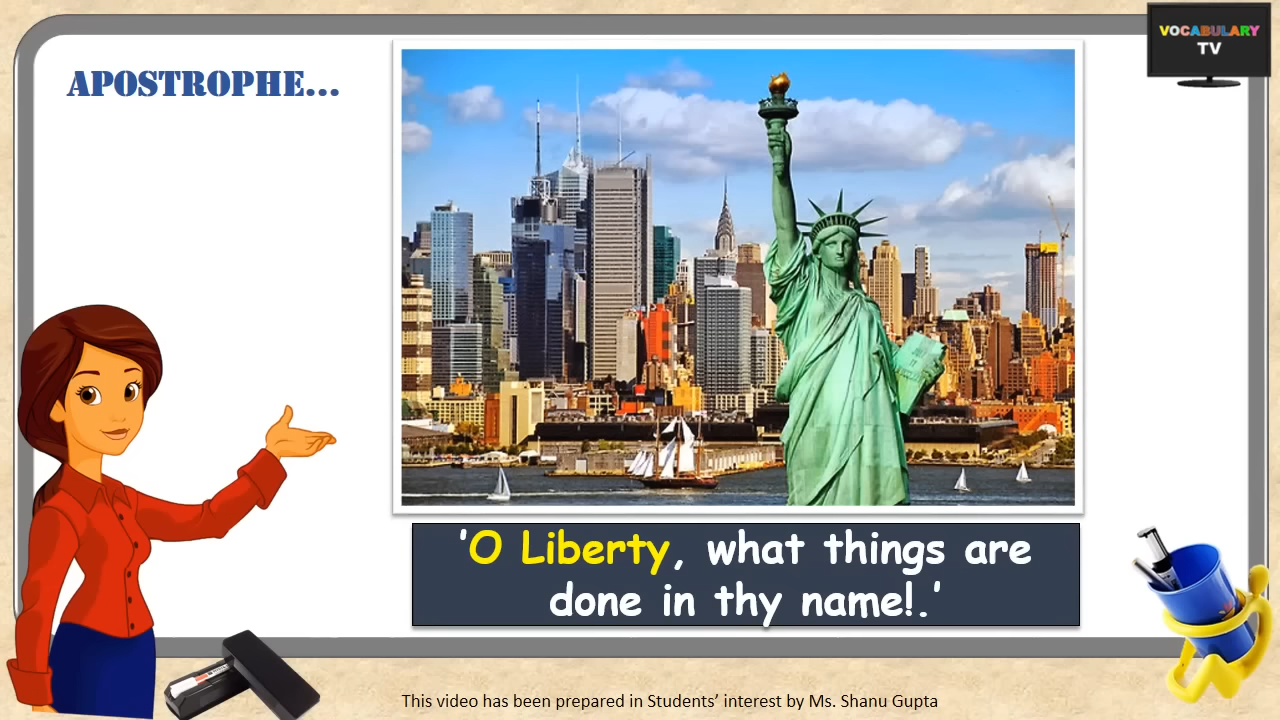 APOSTROPHE...
VOCABULARY
TV
'O Liberty, what things are
done in thy name!.'
This video has been prepared in Students’ interest by Ms. Shanu Gupta